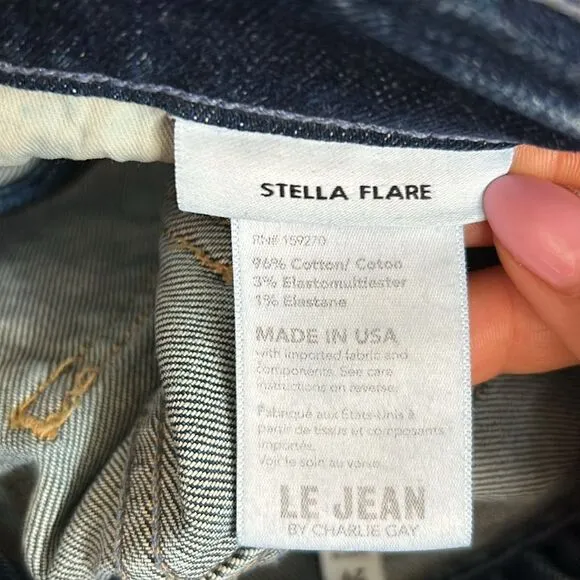 STELLA FLARE
RN# 159270
96% Cotton/ Coton
3% Elastomultiester
1% Elastane
MADE IN USA
with imported fabric and
components. See care
instructions on reverse.
Fabriqué aux États-Unis à
partir de tissus et composants
importés.
Voir le soin au verso.
LE JEAN
BY CHARLIE GAY